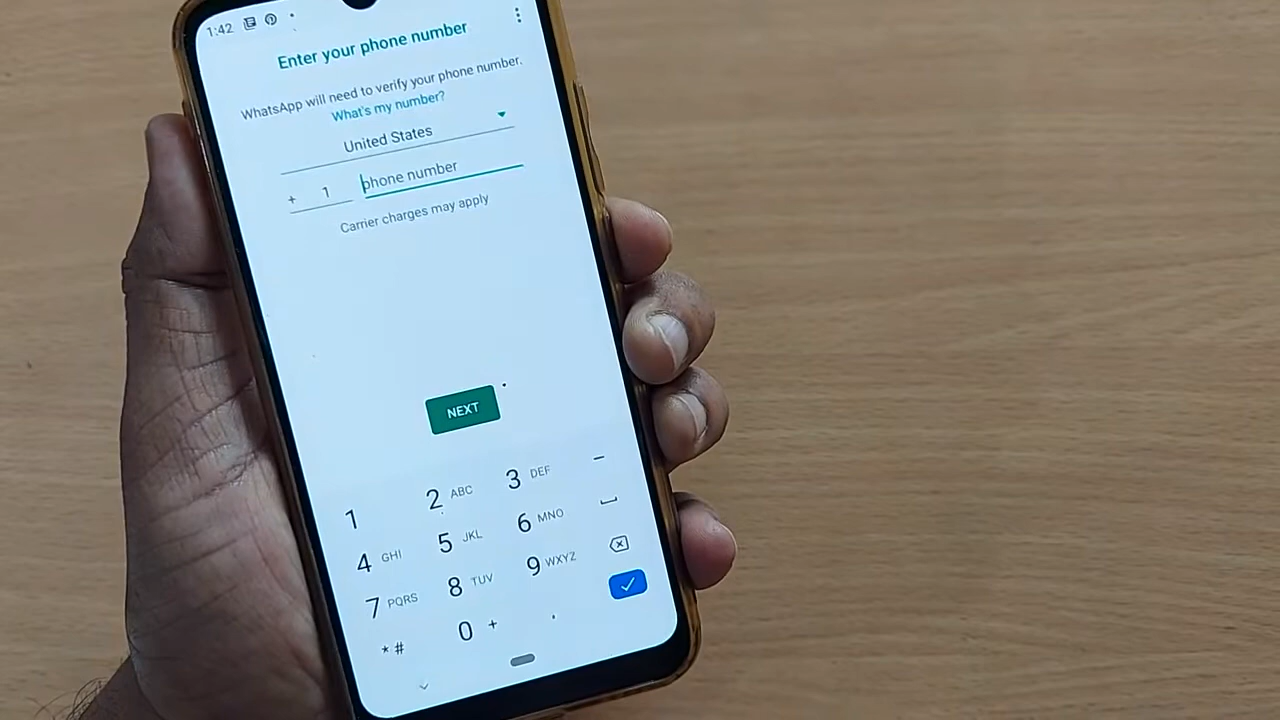 1:42
Enter your phone number
WhatsApp will need to verify your phone number.
What's my number?
United States
+ 1 phone number
Carrier charges may apply
NEXT
1 2 ABC 3 DEF -
4 GHI 5 JKL 6 MNO
7 PQRS 8 TUV 9 WXYZ
* # 0 + .